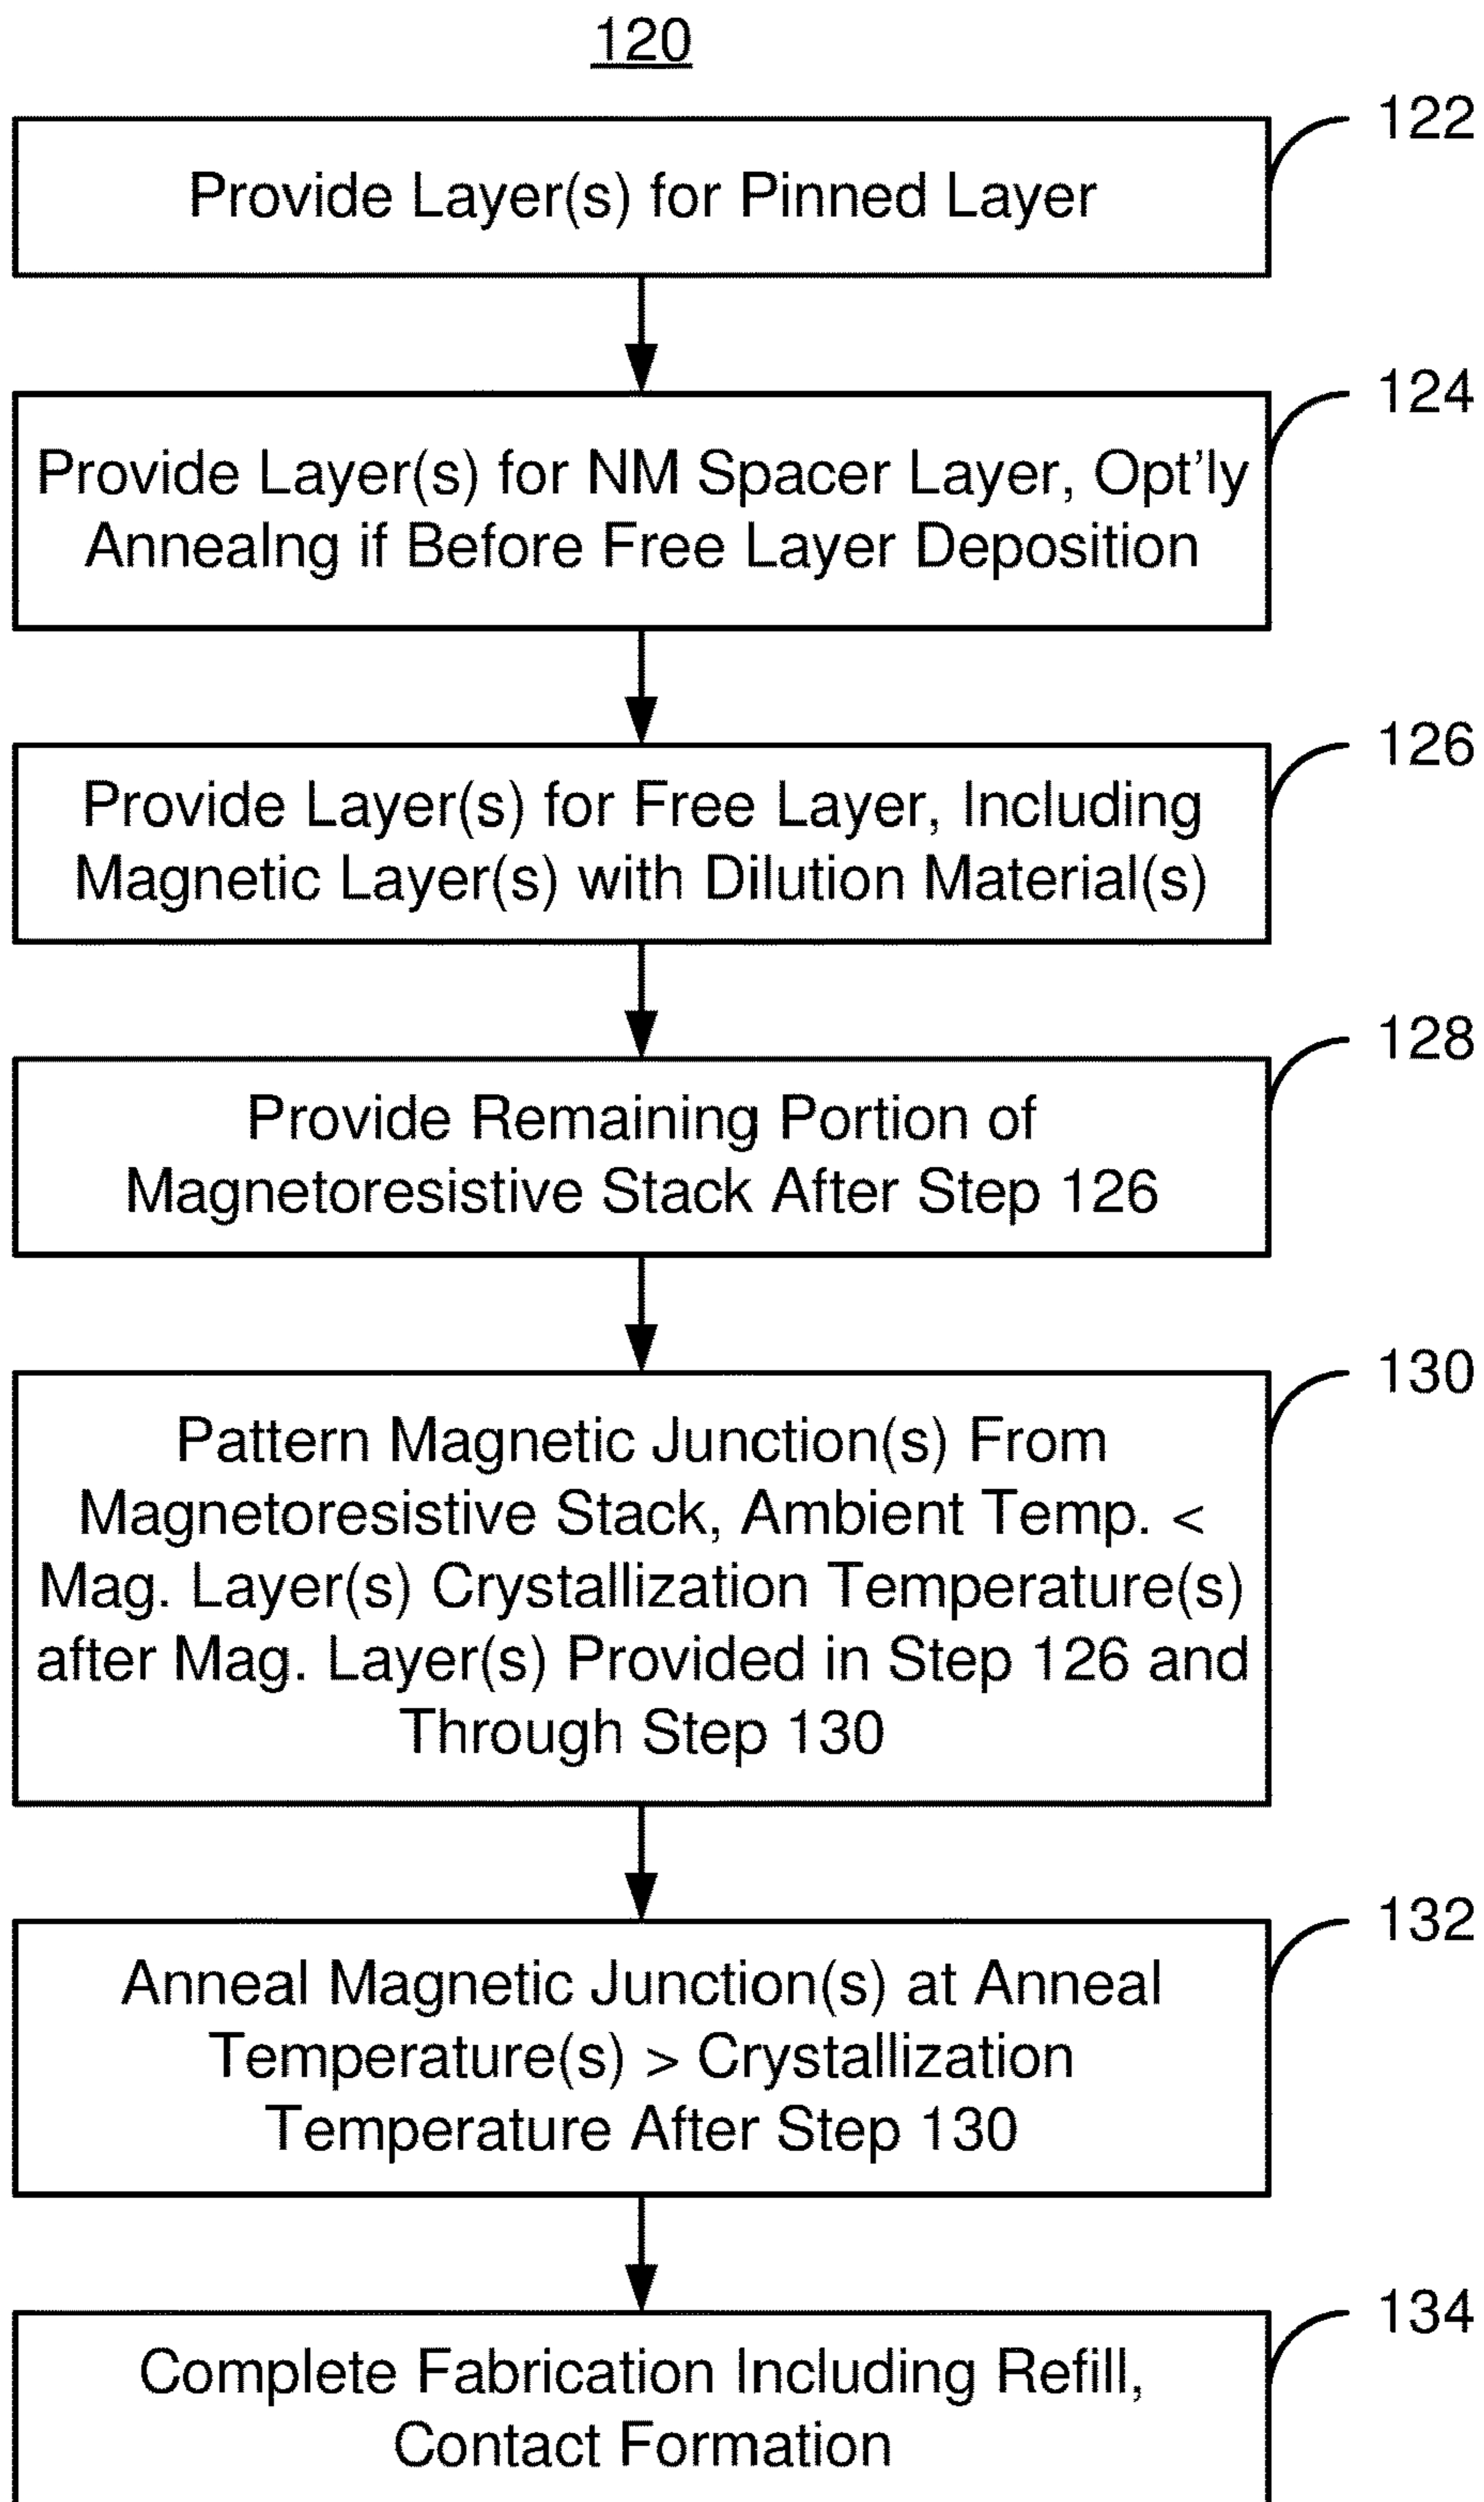 120
122
Provide Layer(s) for Pinned Layer
124
Provide Layer(s) for NM Spacer Layer, Opt'ly
Annealng if Before Free Layer Deposition
126
Provide Layer(s) for Free Layer, Including
Magnetic Layer(s) with Dilution Material(s)
128
Provide Remaining Portion of
Magnetoresistive Stack After Step 126
130
Pattern Magnetic Junction(s) From
Magnetoresistive Stack, Ambient Temp. <
Mag. Layer(s) Crystallization Temperature(s)
after Mag. Layer(s) Provided in Step 126 and
Through Step 130
132
Anneal Magnetic Junction(s) at Anneal
Temperature(s) > Crystallization
Temperature After Step 130
134
Complete Fabrication Including Refill,
Contact Formation